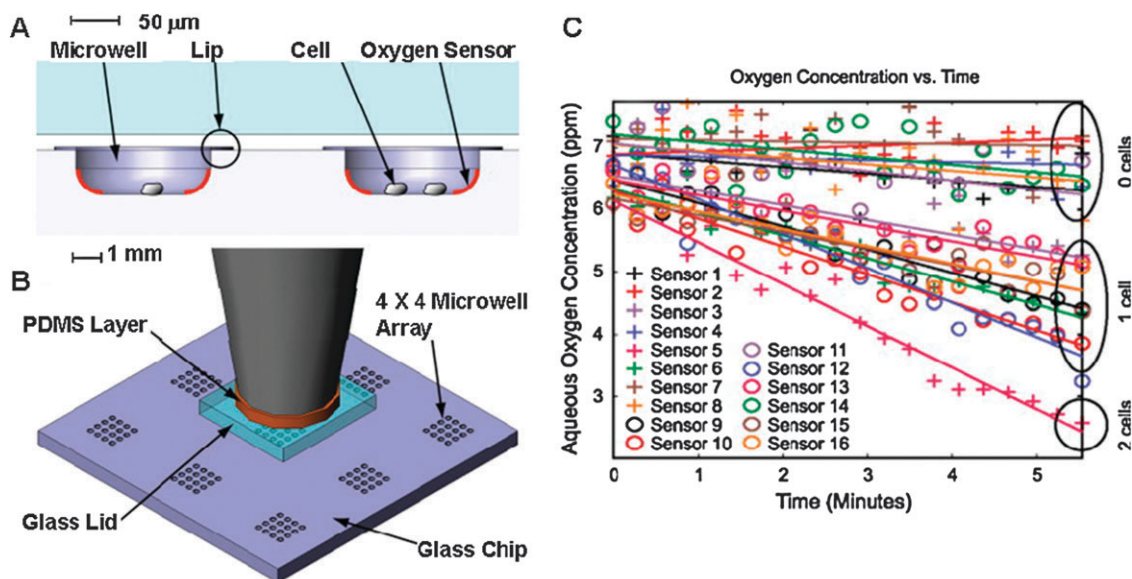 A
50 µm
Microwell Lip Cell Oxygen Sensor
1 mm
B
PDMS Layer
4 X 4 Microwell
Array
Glass Lid
Glass Chip
C
Oxygen Concentration vs. Time
Aqueous Oxygen Concentration (ppm)
7
6
5
4
3
Sensor 1
Sensor 2
Sensor 3
Sensor 4
Sensor 5
Sensor 6
Sensor 7
Sensor 8
Sensor 9
Sensor 10
Sensor 11
Sensor 12
Sensor 13
Sensor 14
Sensor 15
Sensor 16
0 cells
1 cell
2 cells
0 1 2 3 4 5
Time (Minutes)